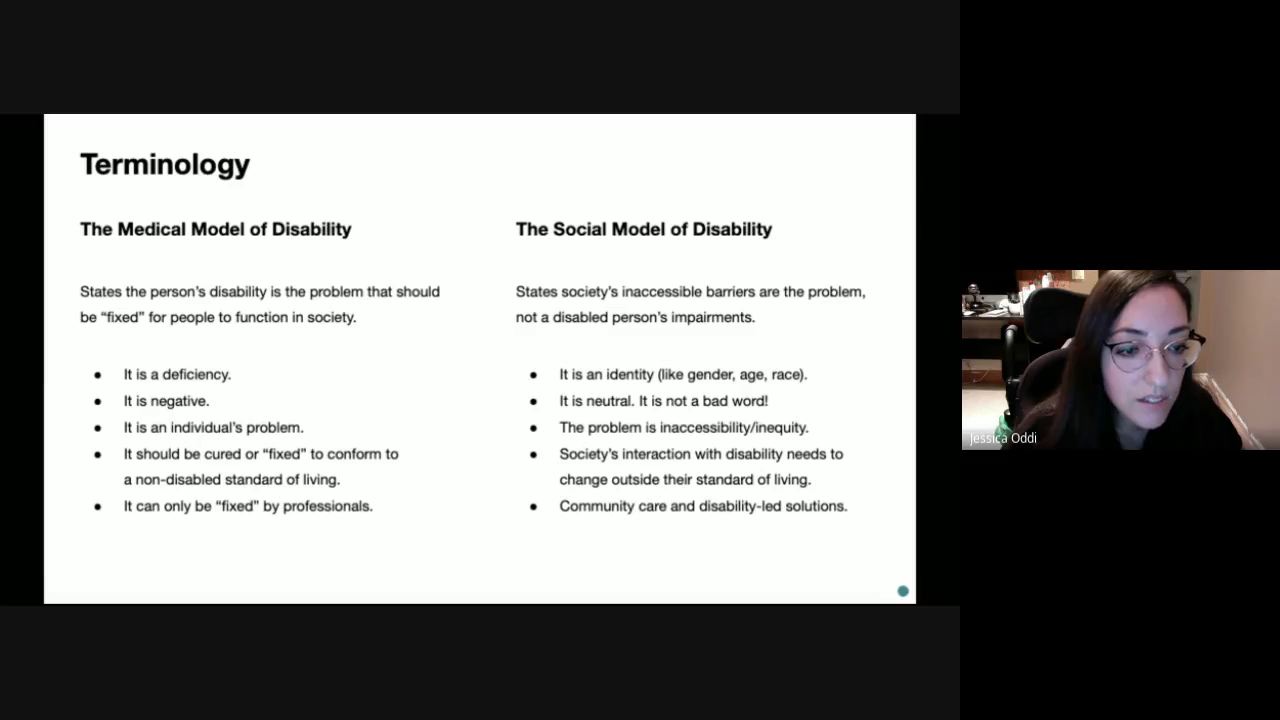 Terminology
The Medical Model of Disability
States the person’s disability is the problem that should
be “fixed” for people to function in society.
● It is a deficiency.
● It is negative.
● It is an individual’s problem.
● It should be cured or “fixed” to conform to
a non-disabled standard of living.
● It can only be “fixed” by professionals.
The Social Model of Disability
States society’s inaccessible barriers are the problem,
not a disabled person’s impairments.
● It is an identity (like gender, age, race).
● It is neutral. It is not a bad word!
● The problem is inaccessibility/inequity.
● Society’s interaction with disability needs to
change outside their standard of living.
● Community care and disability-led solutions.
Jessica Oddi